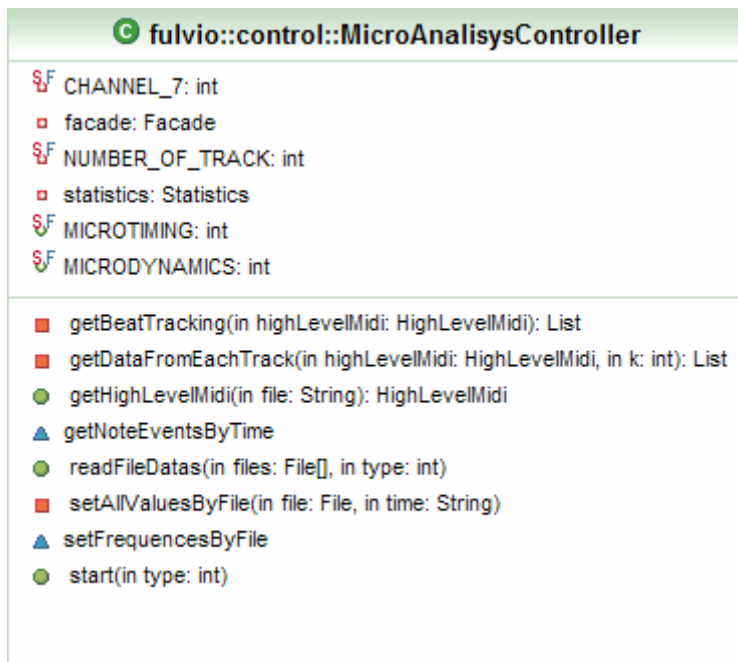 C fulvio::control::MicroAnalisysController
S F CHANNEL_7: int
facade: Facade
S F NUMBER_OF_TRACK: int
statistics: Statistics
S F MICROTIMING: int
S F MICRODYNAMICS: int
getBeatTracking(in highLevelMidi: HighLevelMidi): List
getDataFromEachTrack(in highLevelMidi: HighLevelMidi, in k: int): List
getHighLevelMidi(in file: String): HighLevelMidi
getNoteEventsByTime
readFileDatas(in files: File[], in type: int)
setAllValuesByFile(in file: File, in time: String)
setFrequencesByFile
start(in type: int)